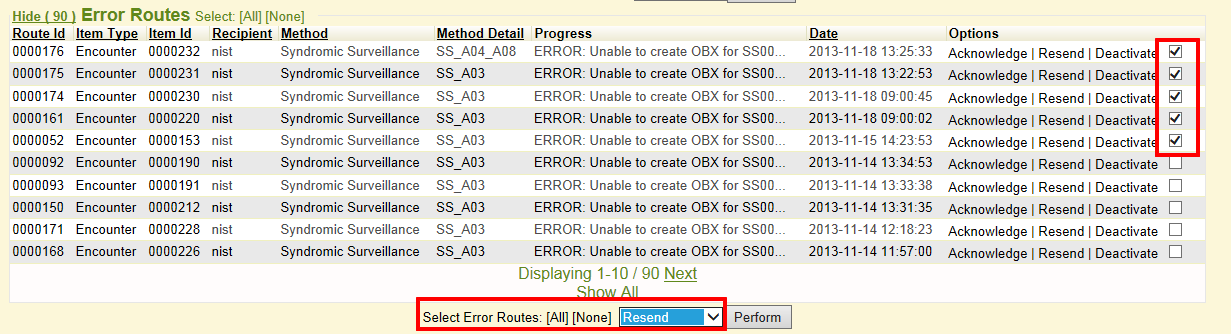 Hide ( 90 ) Error Routes Select: [All] [None]
Route Id Item Type Item Id Recipient Method Method Detail Progress Date Options
0000176 Encounter 0000232 nist Syndromic Surveillance SS_A04_A08 ERROR: Unable to create OBX for SS00... 2013-11-18 13:25:33 Acknowledge | Resend | Deactivate
0000175 Encounter 0000231 nist Syndromic Surveillance SS_A03 ERROR: Unable to create OBX for SS00... 2013-11-18 13:22:53 Acknowledge | Resend | Deactivate
0000174 Encounter 0000230 nist Syndromic Surveillance SS_A03 ERROR: Unable to create OBX for SS00... 2013-11-18 09:00:45 Acknowledge | Resend | Deactivate
0000161 Encounter 0000220 nist Syndromic Surveillance SS_A03 ERROR: Unable to create OBX for SS00... 2013-11-18 09:00:02 Acknowledge | Resend | Deactivate
0000052 Encounter 0000153 nist Syndromic Surveillance SS_A03 ERROR: Unable to create OBX for SS00... 2013-11-15 14:23:53 Acknowledge | Resend | Deactivate
0000092 Encounter 0000190 nist Syndromic Surveillance SS_A03 ERROR: Unable to create OBX for SS00... 2013-11-14 13:34:53 Acknowledge | Resend | Deactivate
0000093 Encounter 0000191 nist Syndromic Surveillance SS_A03 ERROR: Unable to create OBX for SS00... 2013-11-14 13:33:38 Acknowledge | Resend | Deactivate
0000150 Encounter 0000212 nist Syndromic Surveillance SS_A03 ERROR: Unable to create OBX for SS00... 2013-11-14 13:31:35 Acknowledge | Resend | Deactivate
0000171 Encounter 0000228 nist Syndromic Surveillance SS_A03 ERROR: Unable to create OBX for SS00... 2013-11-14 12:18:23 Acknowledge | Resend | Deactivate
0000168 Encounter 0000226 nist Syndromic Surveillance SS_A03 ERROR: Unable to create OBX for SS00... 2013-11-14 11:57:00 Acknowledge | Resend | Deactivate
Displaying 1-10 / 90 Next
Show All
Select Error Routes: [All] [None] Resend Perform